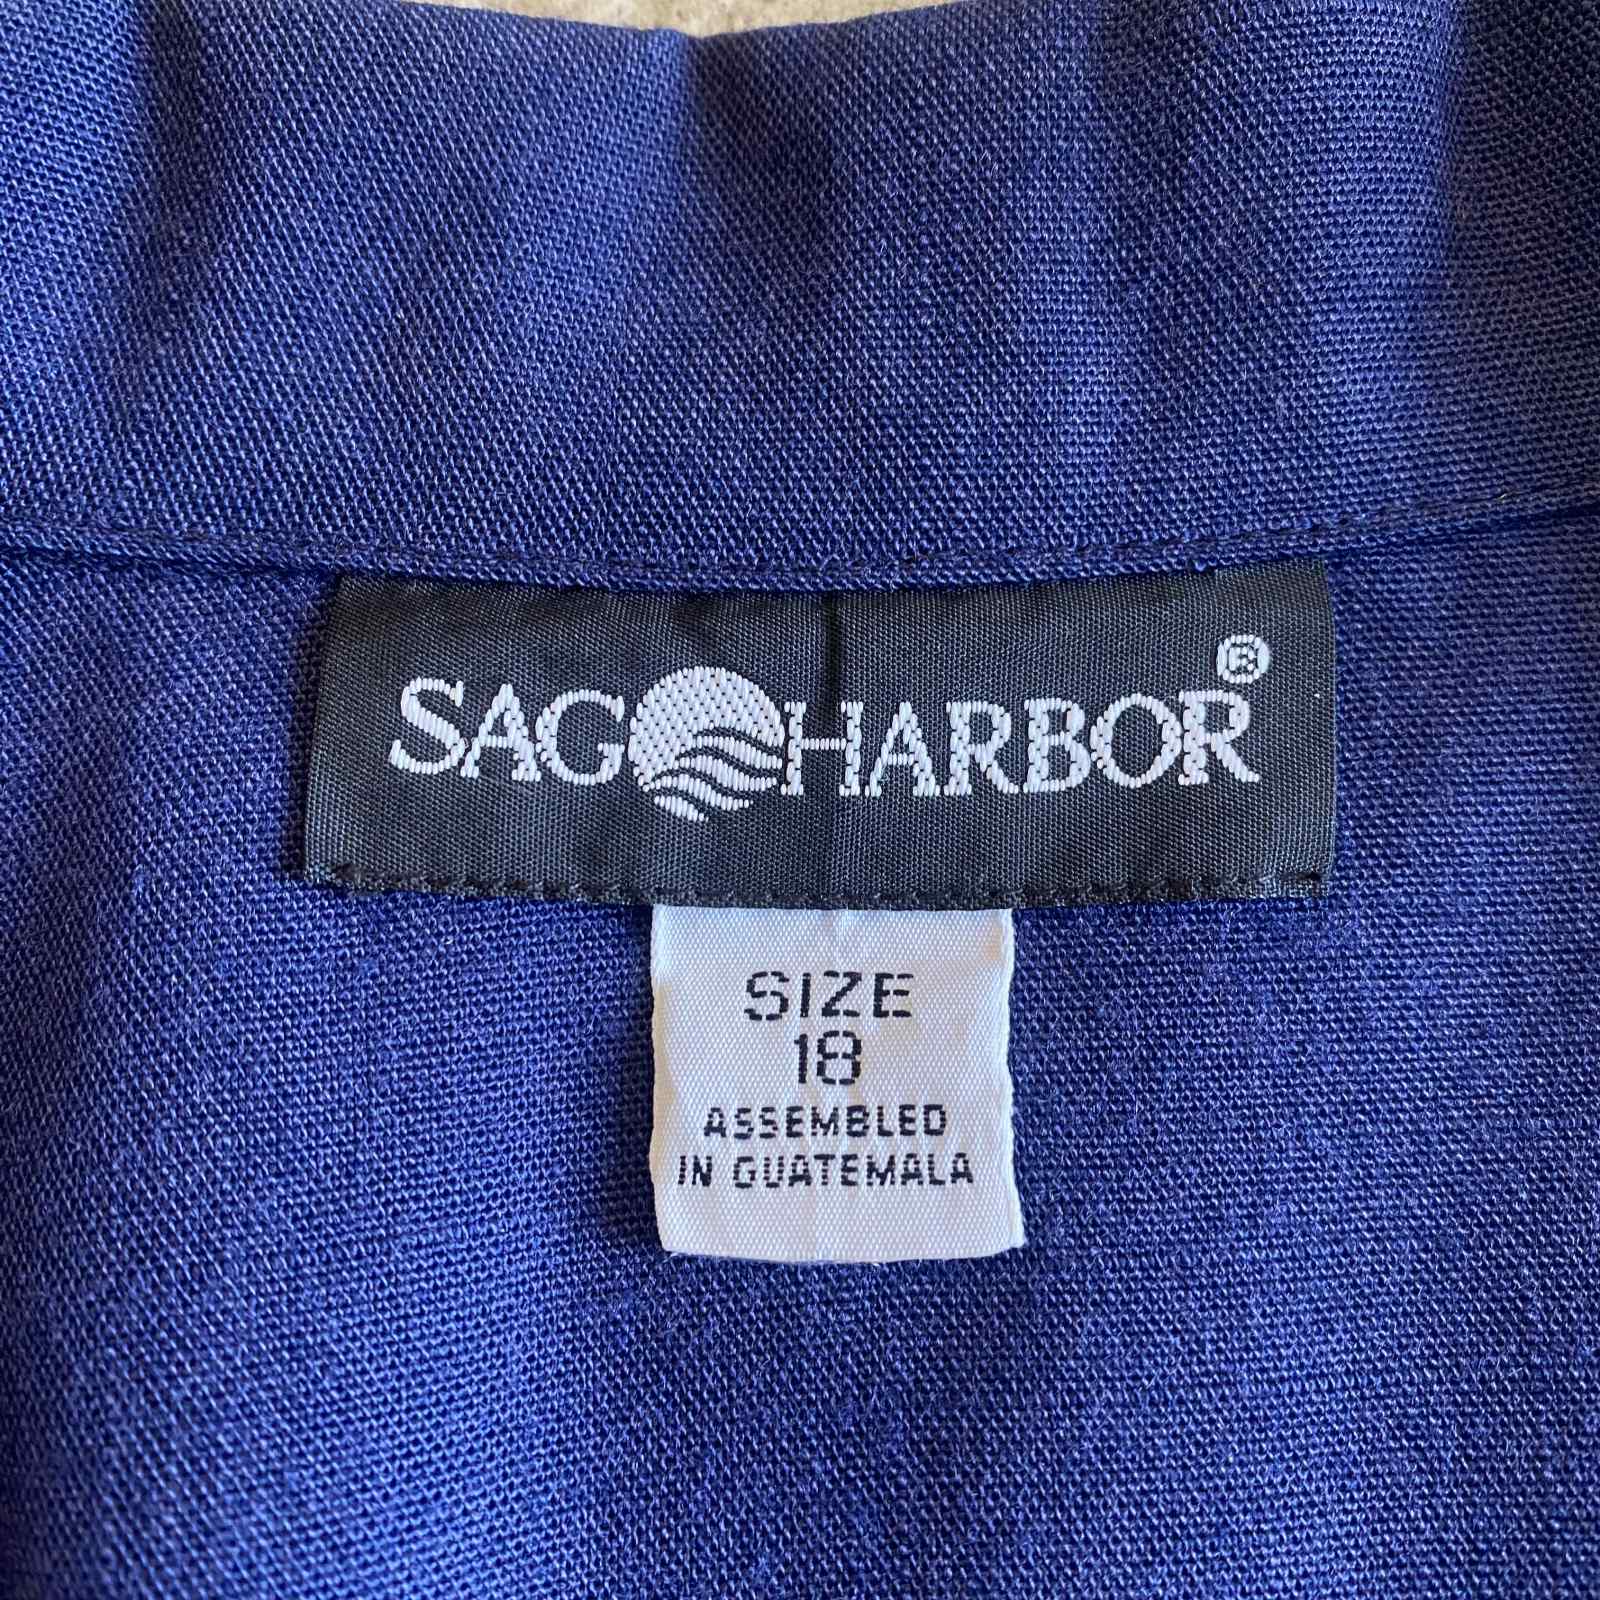 SAG HARBOR®
SIZE
18
ASSEMBLED
IN GUATEMALA